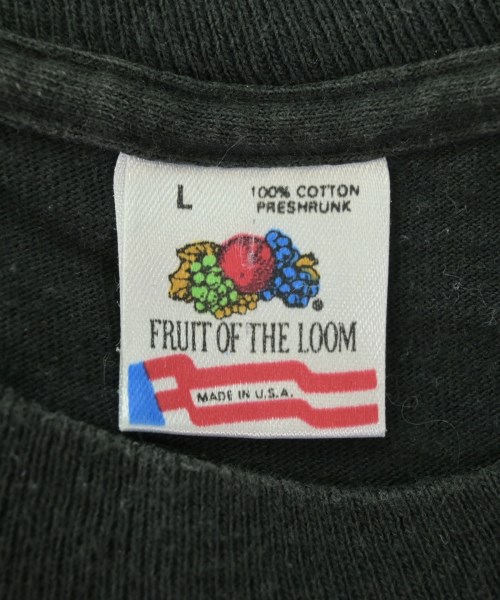 L
100% COTTON
PRESHRUNK
®
FRUIT OF THE LOOM
MADE IN U.S.A.